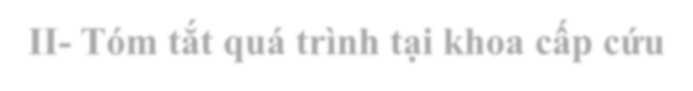 II- Tóm tắt quá trình tại khoa cấp cứu